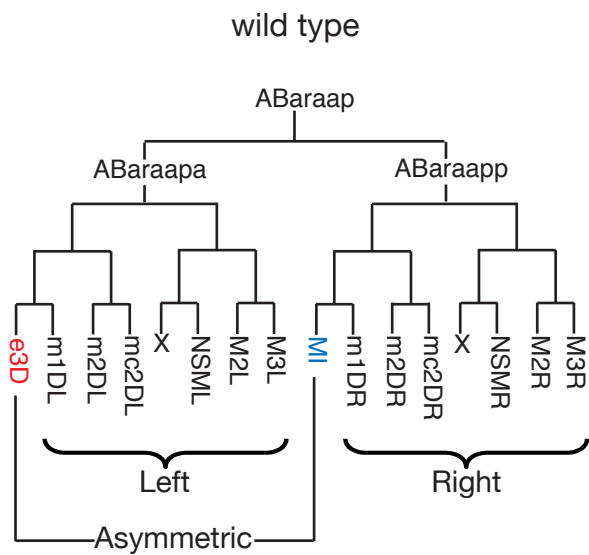 wild type
ABaraap
ABaraapa
ABaraapp
e3D
m1DL
m2DL
mc2DL
X
NSML
M2L
M3L
MI
m1DR
m2DR
mc2DR
X
NSMR
M2R
M3R
Left
Right
Asymmetric